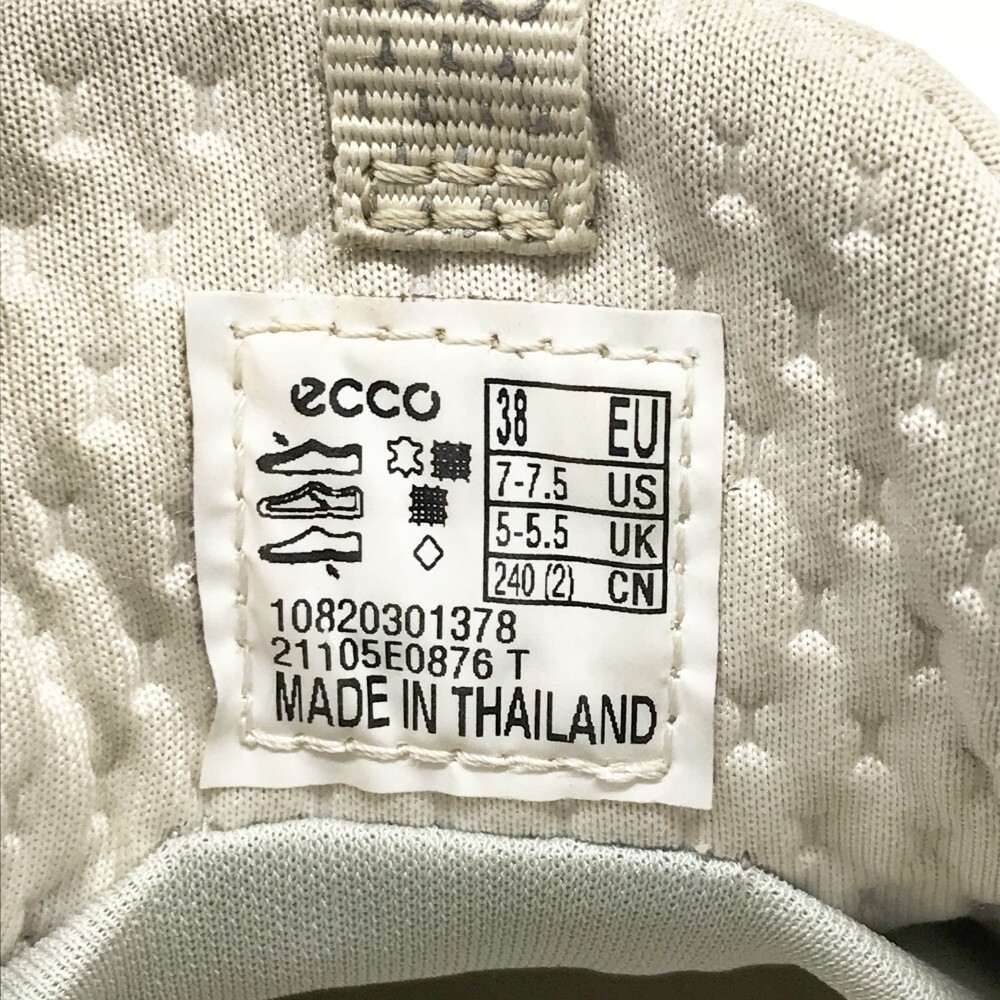 ecco
38 EU
7-7.5 US
5-5.5 UK
240 (2) CN
10820301378
21105E0876 T
MADE IN THAILAND